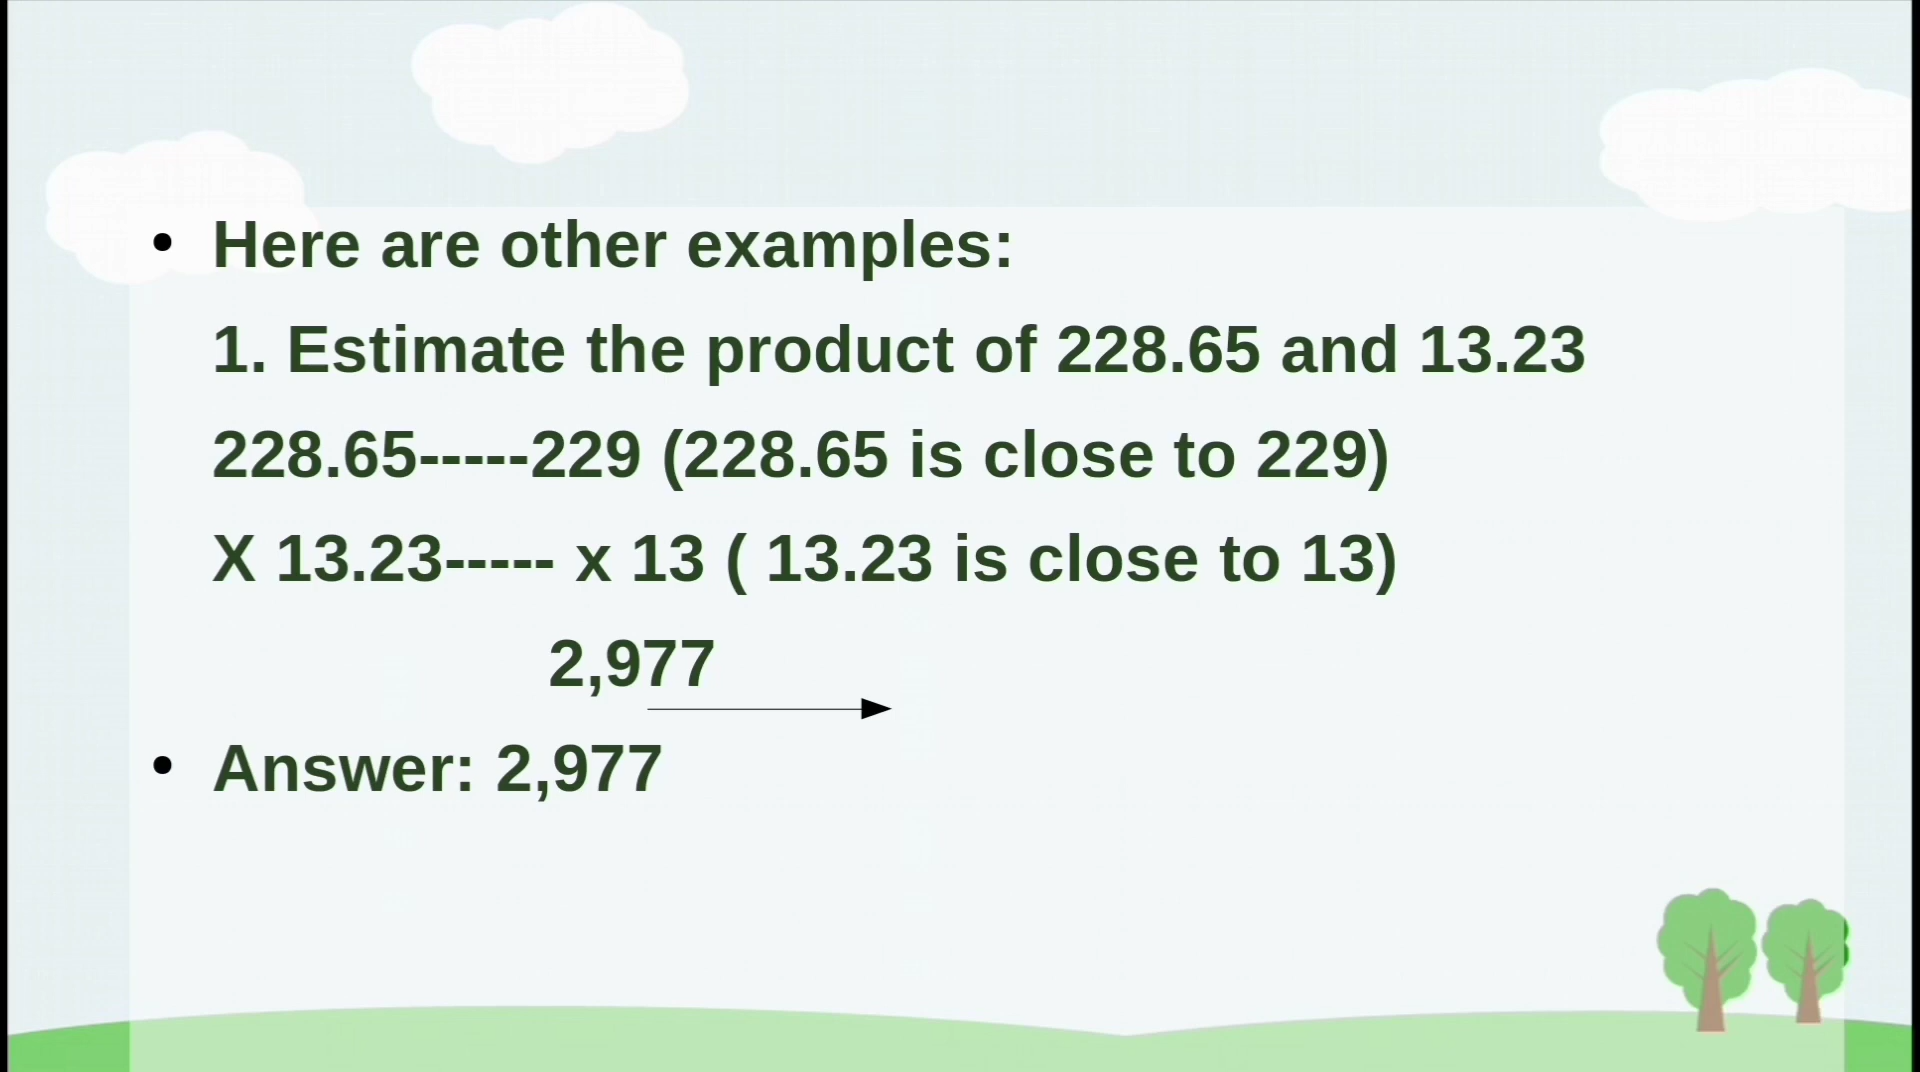 • Here are other examples:
1. Estimate the product of 228.65 and 13.23
228.65-----229 (228.65 is close to 229)
X 13.23----- x 13 ( 13.23 is close to 13)
2,977
• Answer: 2,977